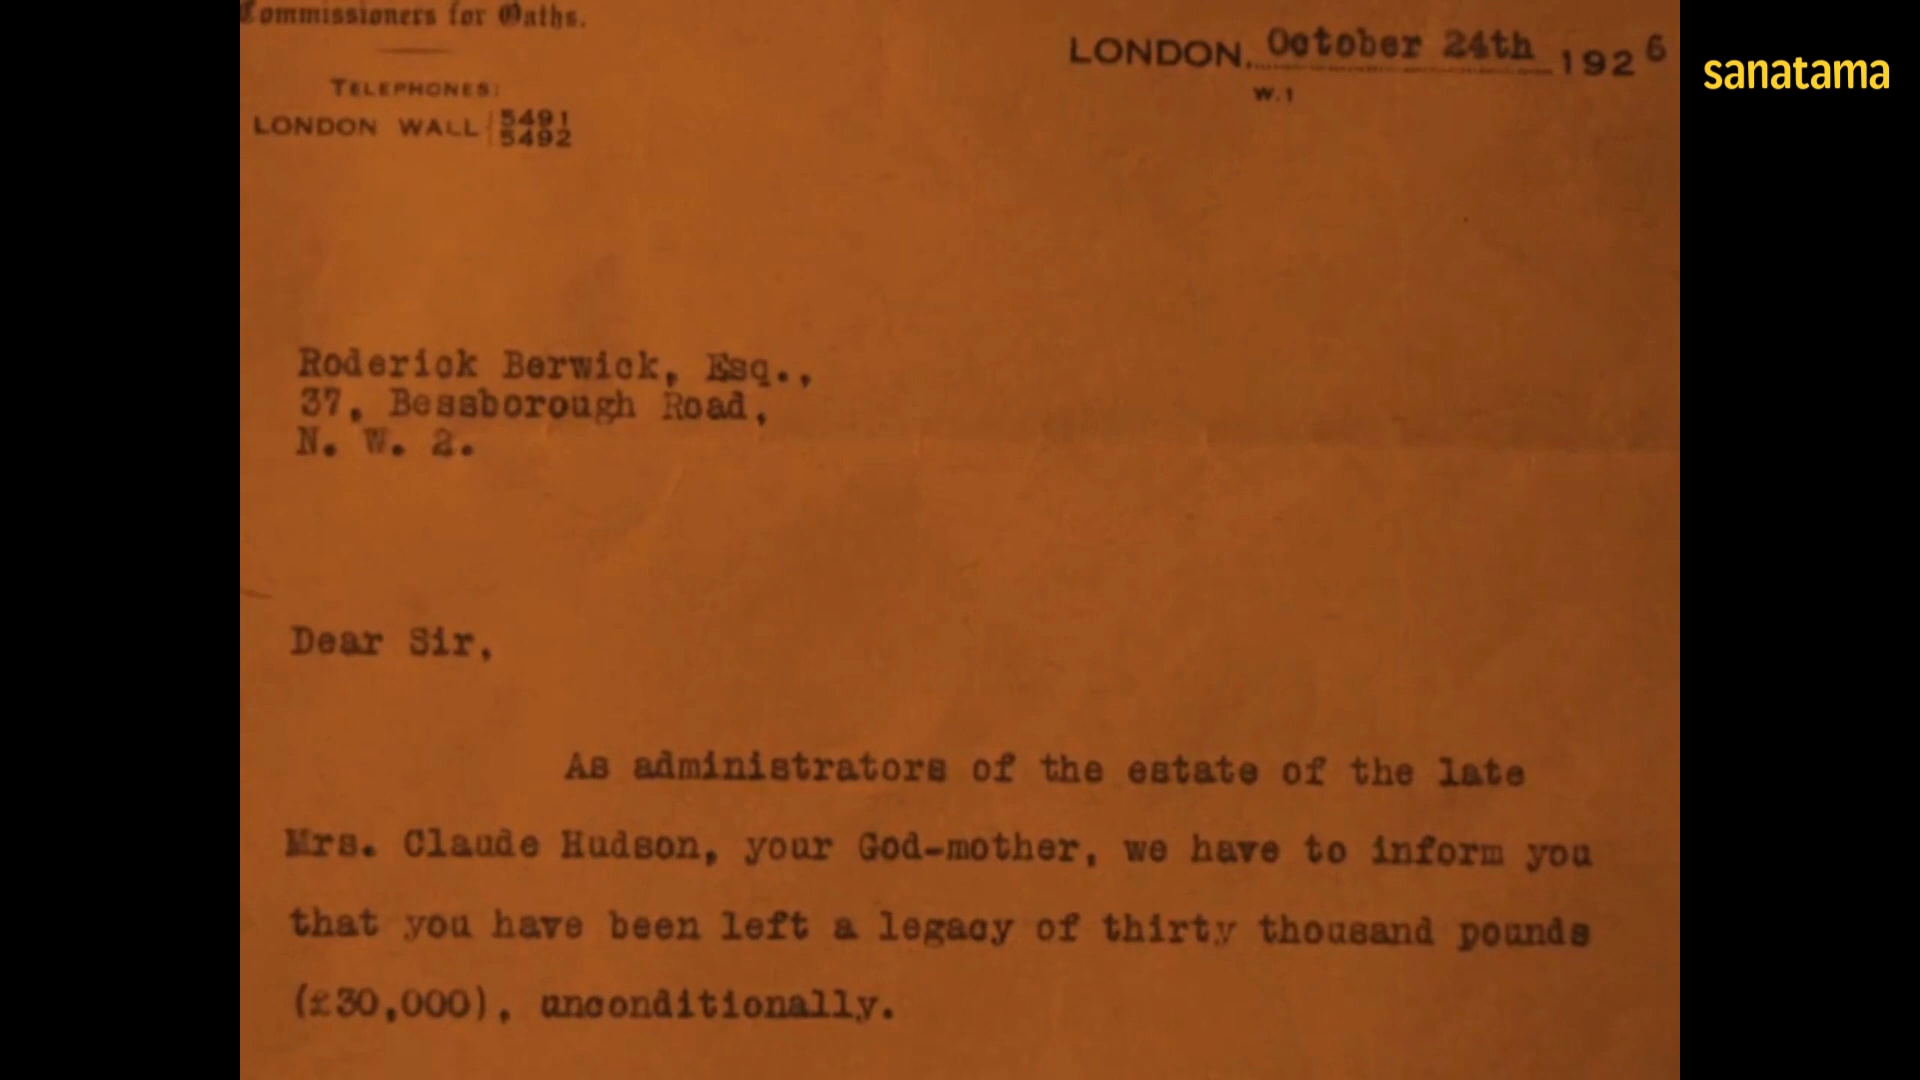 Commissioners for Oaths.
LONDON, October 24th 1926
W.1
sanatama
TELEPHONES:
LONDON WALL 5491
5492
Roderick Berwick, Esq.,
37, Bessborough Road,
N. W. 2.
Dear Sir,
As administrators of the estate of the late
Mrs. Claude Hudson, your God-mother, we have to inform you
that you have been left a legacy of thirty thousand pounds
(£30,000), unconditionally.